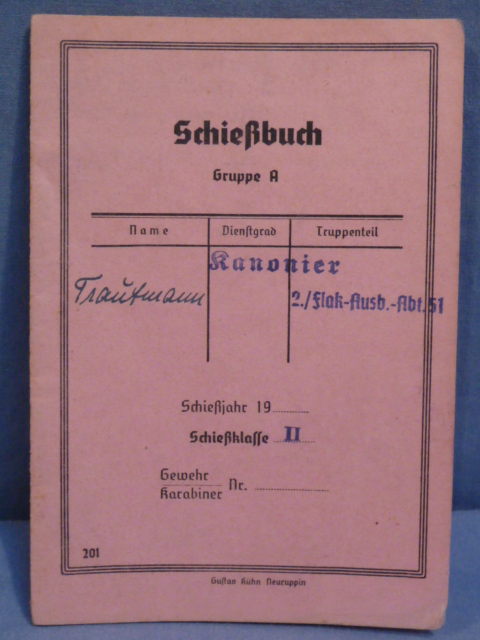 Schießbuch
Gruppe A
Name Dienstgrad Truppenteil
Kanonier
Trautmann 2./Flak-Ausb.-Abt. 51
Schießjahr 19
Schießklasse II
Gewehr
Karabiner Nr.
201
Gustav Kühn Neuruppin